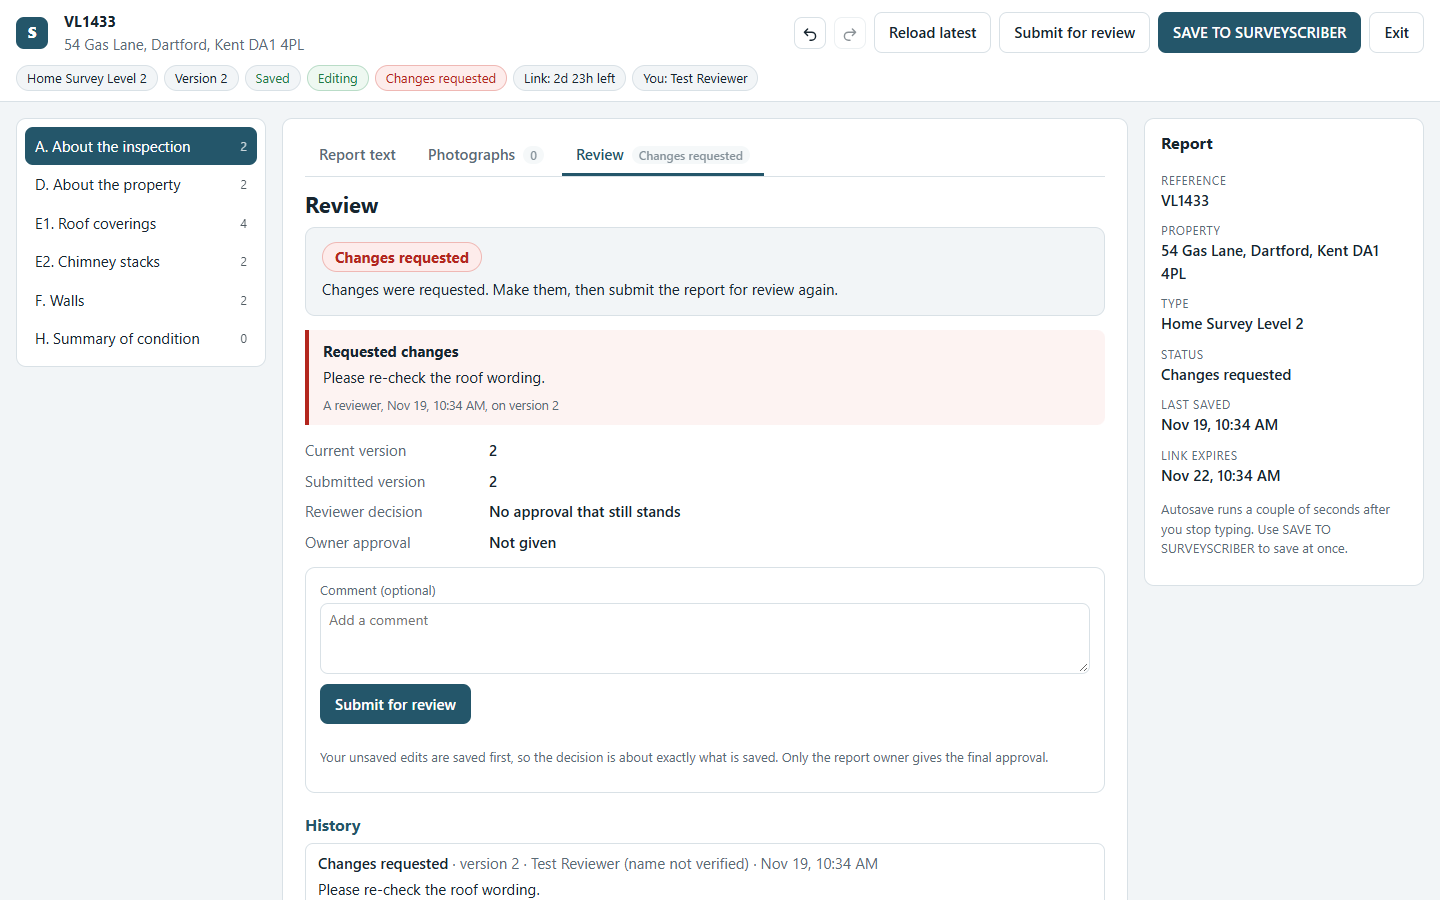 S
VL1433
54 Gas Lane, Dartford, Kent DA1 4PL
Reload latest
Submit for review
SAVE TO SURVEYSCRIBER
Exit
Home Survey Level 2
Version 2
Saved
Editing
Changes requested
Link: 2d 23h left
You: Test Reviewer
A. About the inspection 2
D. About the property 2
E1. Roof coverings 4
E2. Chimney stacks 2
F. Walls 2
H. Summary of condition 0
Report text
Photographs 0
Review Changes requested
Review
Changes requested
Changes were requested. Make them, then submit the report for review again.
Requested changes
Please re-check the roof wording.
A reviewer, Nov 19, 10:34 AM, on version 2
Current version 2
Submitted version 2
Reviewer decision No approval that still stands
Owner approval Not given
Comment (optional)
Add a comment
Submit for review
Your unsaved edits are saved first, so the decision is about exactly what is saved. Only the report owner gives the final approval.
History
Changes requested · version 2 · Test Reviewer (name not verified) · Nov 19, 10:34 AM
Please re-check the roof wording.
Report
REFERENCE
VL1433
PROPERTY
54 Gas Lane, Dartford, Kent DA1
4PL
TYPE
Home Survey Level 2
STATUS
Changes requested
LAST SAVED
Nov 19, 10:34 AM
LINK EXPIRES
Nov 22, 10:34 AM
Autosave runs a couple of seconds after
you stop typing. Use SAVE TO
SURVEYSCRIBER to save at once.